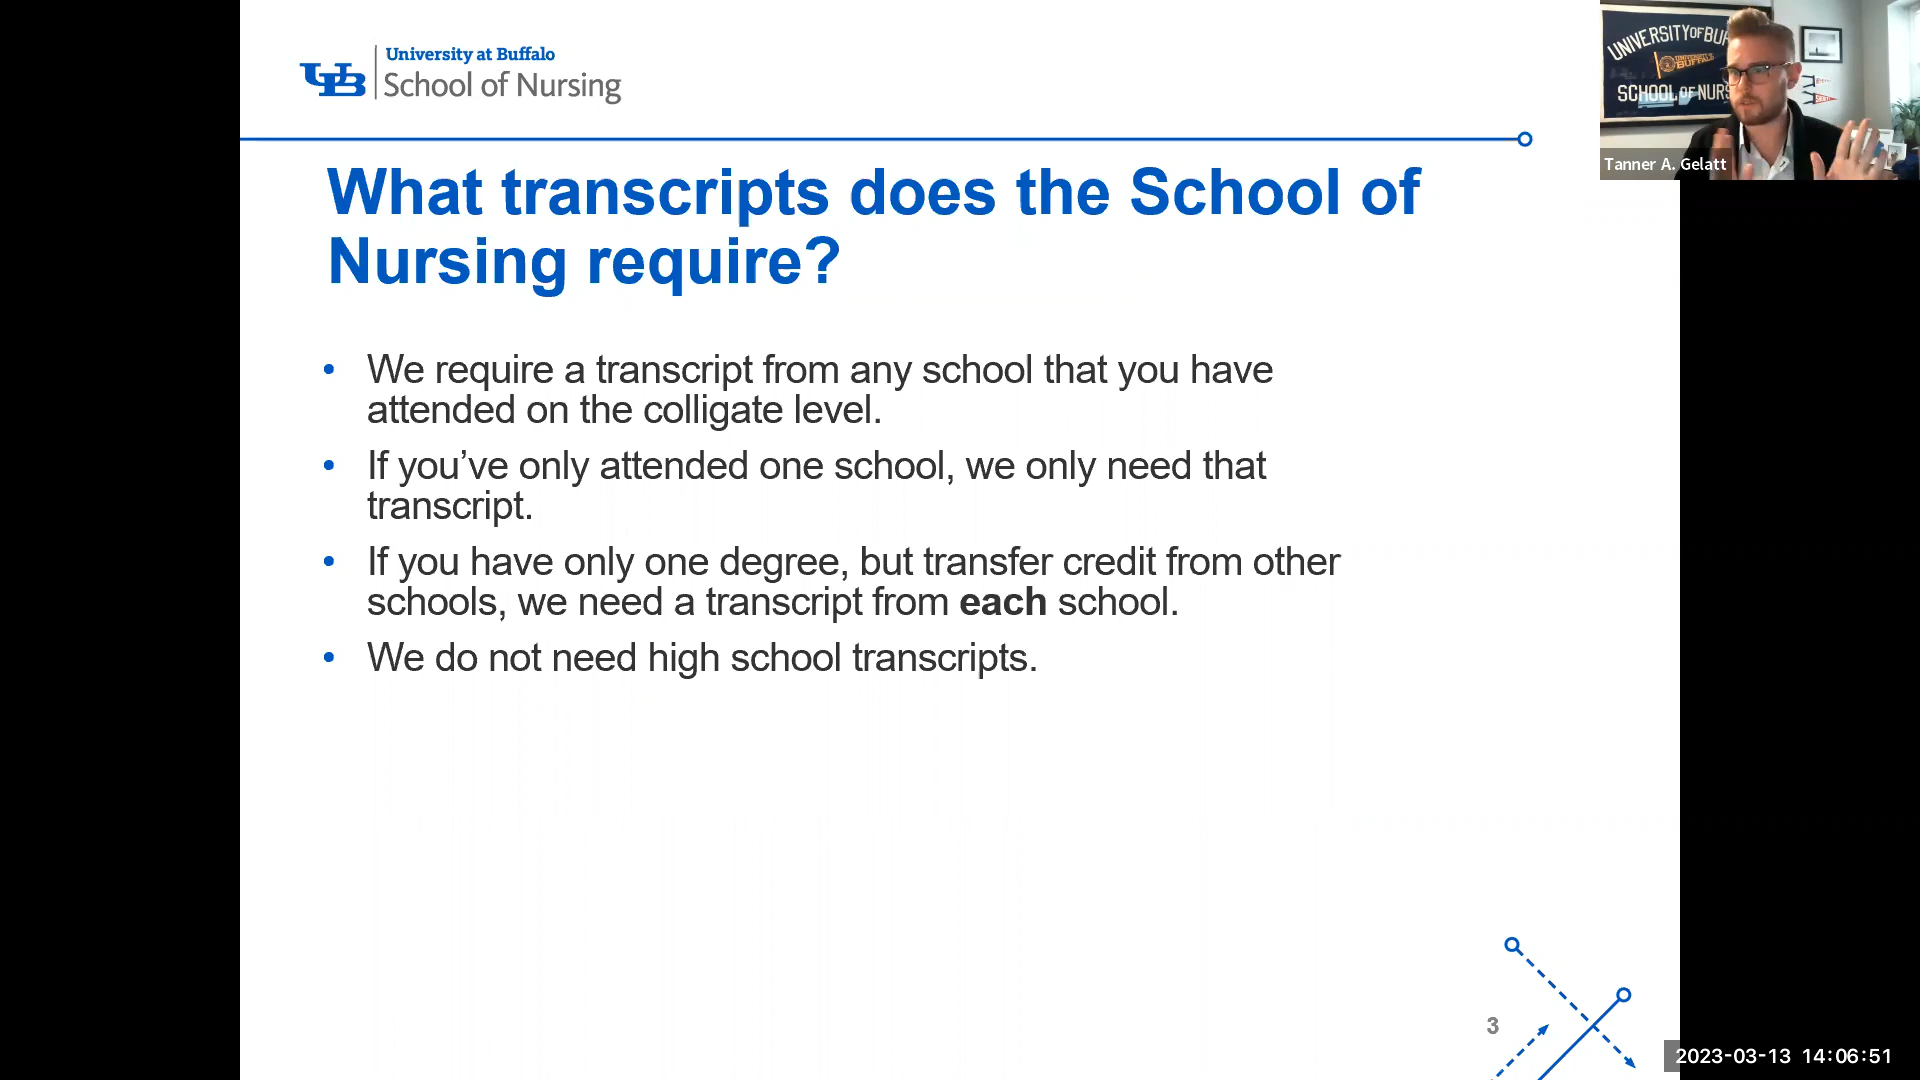 University at Buffalo
School of Nursing
What transcripts does the School of
Nursing require?
• We require a transcript from any school that you have
attended on the colligate level.
• If you’ve only attended one school, we only need that
transcript.
• If you have only one degree, but transfer credit from other
schools, we need a transcript from each school.
• We do not need high school transcripts.
3
UNIVERSITY OF BUF
UNIVERSITY OF
BUFFALO
SCHOOL OF NURS
Tanner A. Gelatt
2023-03-13 14:06:51